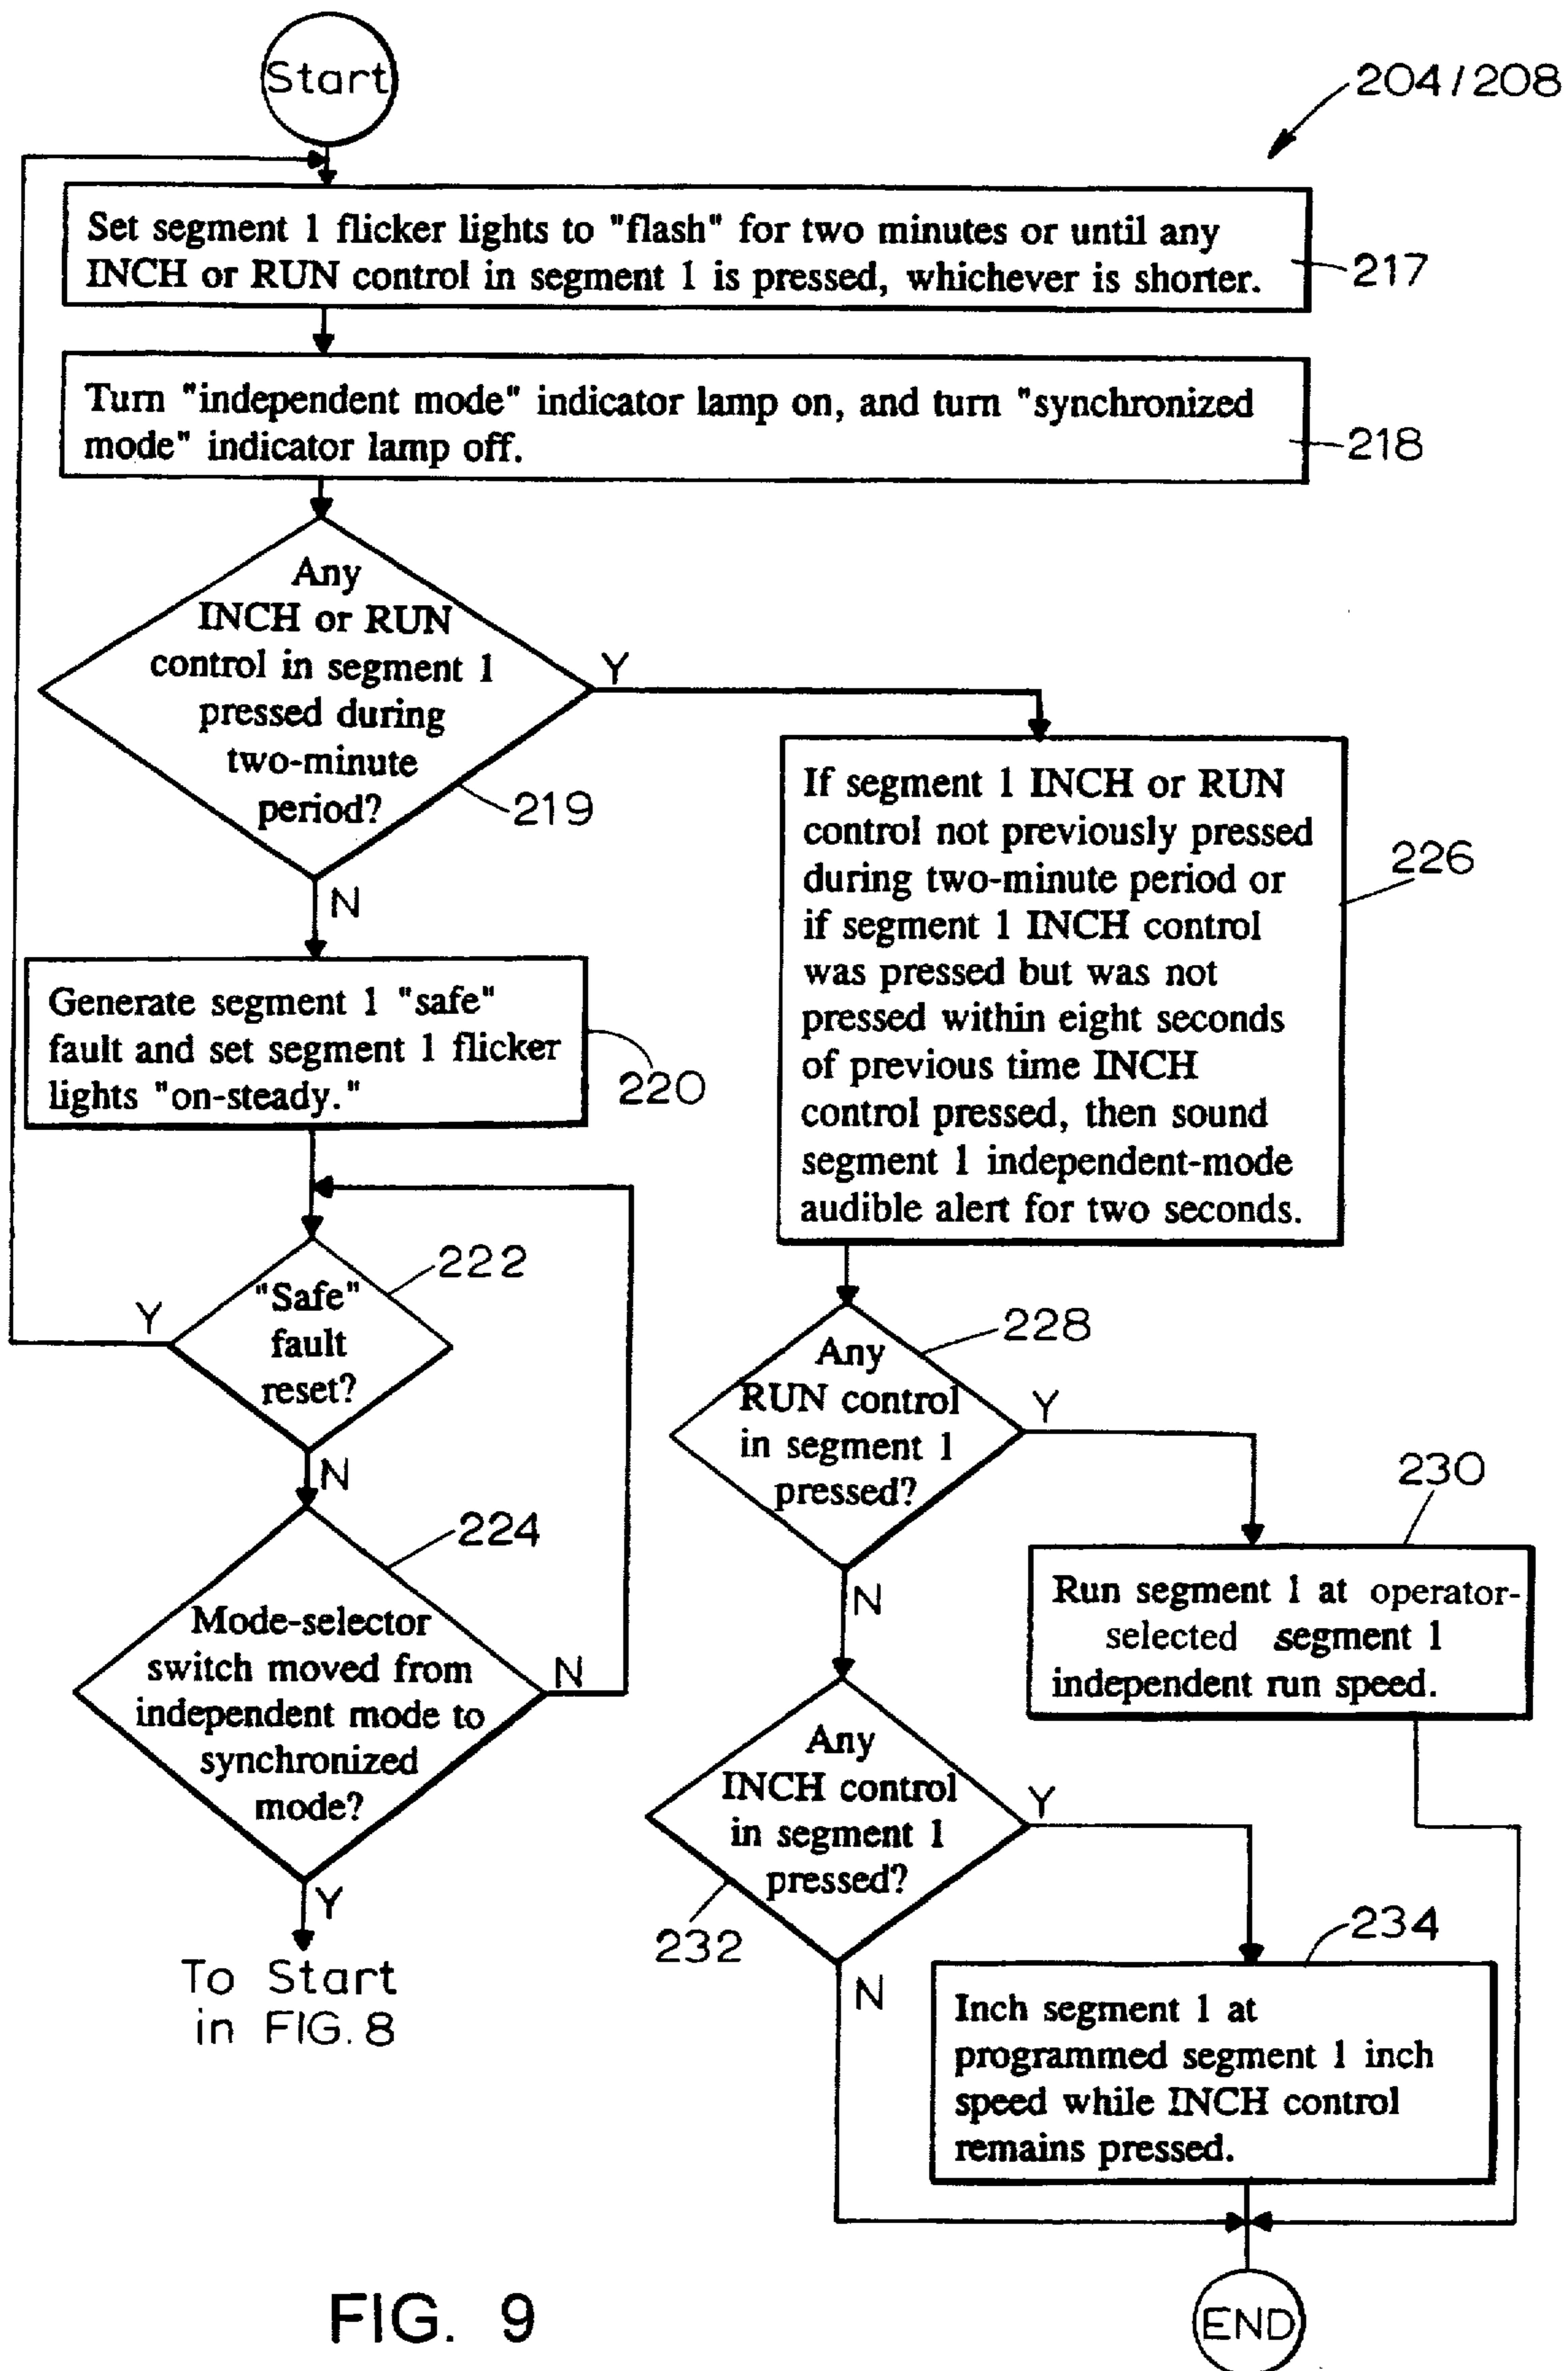 Start
204/208
Set segment 1 flicker lights to "flash" for two minutes or until any
INCH or RUN control in segment 1 is pressed, whichever is shorter.
217
Turn "independent mode" indicator lamp on, and turn "synchronized
mode" indicator lamp off.
218
Any
INCH or RUN
control in segment 1
pressed during
two-minute
period?
219
Y
N
If segment 1 INCH or RUN
control not previously pressed
during two-minute period or
if segment 1 INCH control
was pressed but was not
pressed within eight seconds
of previous time INCH
control pressed, then sound
segment 1 independent-mode
audible alert for two seconds.
226
Generate segment 1 "safe"
fault and set segment 1 flicker
lights "on-steady."
220
"Safe"
fault
reset?
222
Y
N
Mode-selector
switch moved from
independent mode to
synchronized
mode?
224
N
Y
To Start
in FIG. 8
Any
RUN control
in segment 1
pressed?
228
Y
N
230
Run segment 1 at operator-
selected segment 1
independent run speed.
Any
INCH control
in segment 1
pressed?
232
Y
N
234
Inch segment 1 at
programmed segment 1 inch
speed while INCH control
remains pressed.
END
FIG. 9